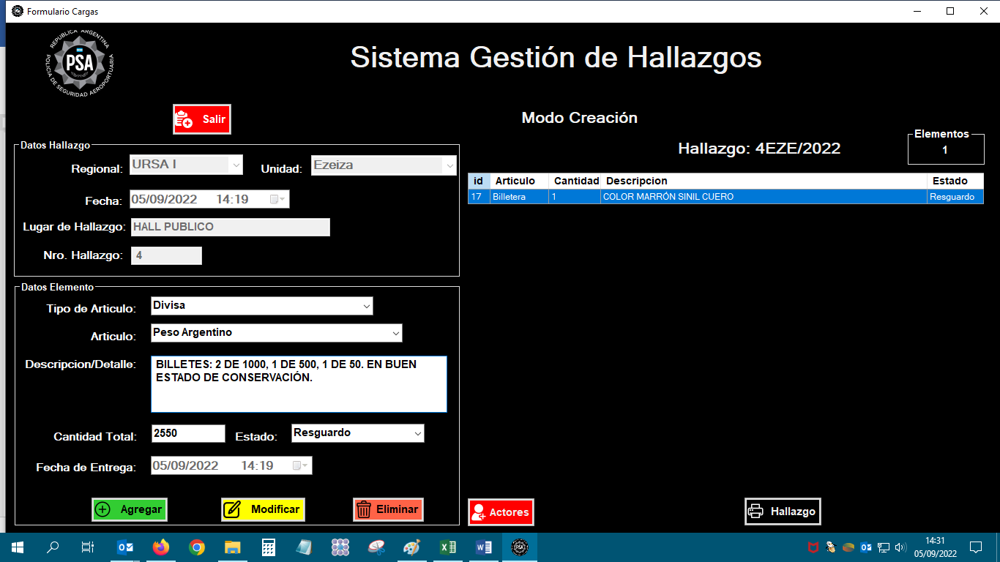 Formulario Cargas
REPUBLICA ARGENTINA
PSA
POLICIA DE SEGURIDAD AEROPORTUARIA
Sistema Gestión de Hallazgos
Salir
Modo Creación
Hallazgo: 4EZE/2022
Elementos
1
Datos Hallazgo
Regional: URSA I Unidad: Ezeiza
Fecha: 05/09/2022 14:19
Lugar de Hallazgo: HALL PUBLICO
Nro. Hallazgo: 4
id Articulo Cantidad Descripcion Estado
17 Billetera 1 COLOR MARRÓN SINIL CUERO Resguardo
Datos Elemento
Tipo de Articulo: Divisa
Articulo: Peso Argentino
Descripcion/Detalle: BILLETES: 2 DE 1000, 1 DE 500, 1 DE 50. EN BUEN
ESTADO DE CONSERVACIÓN.
Cantidad Total: 2550 Estado: Resguardo
Fecha de Entrega: 05/09/2022 14:19
Agregar Modificar Eliminar
Actores Hallazgo
14:31
05/09/2022